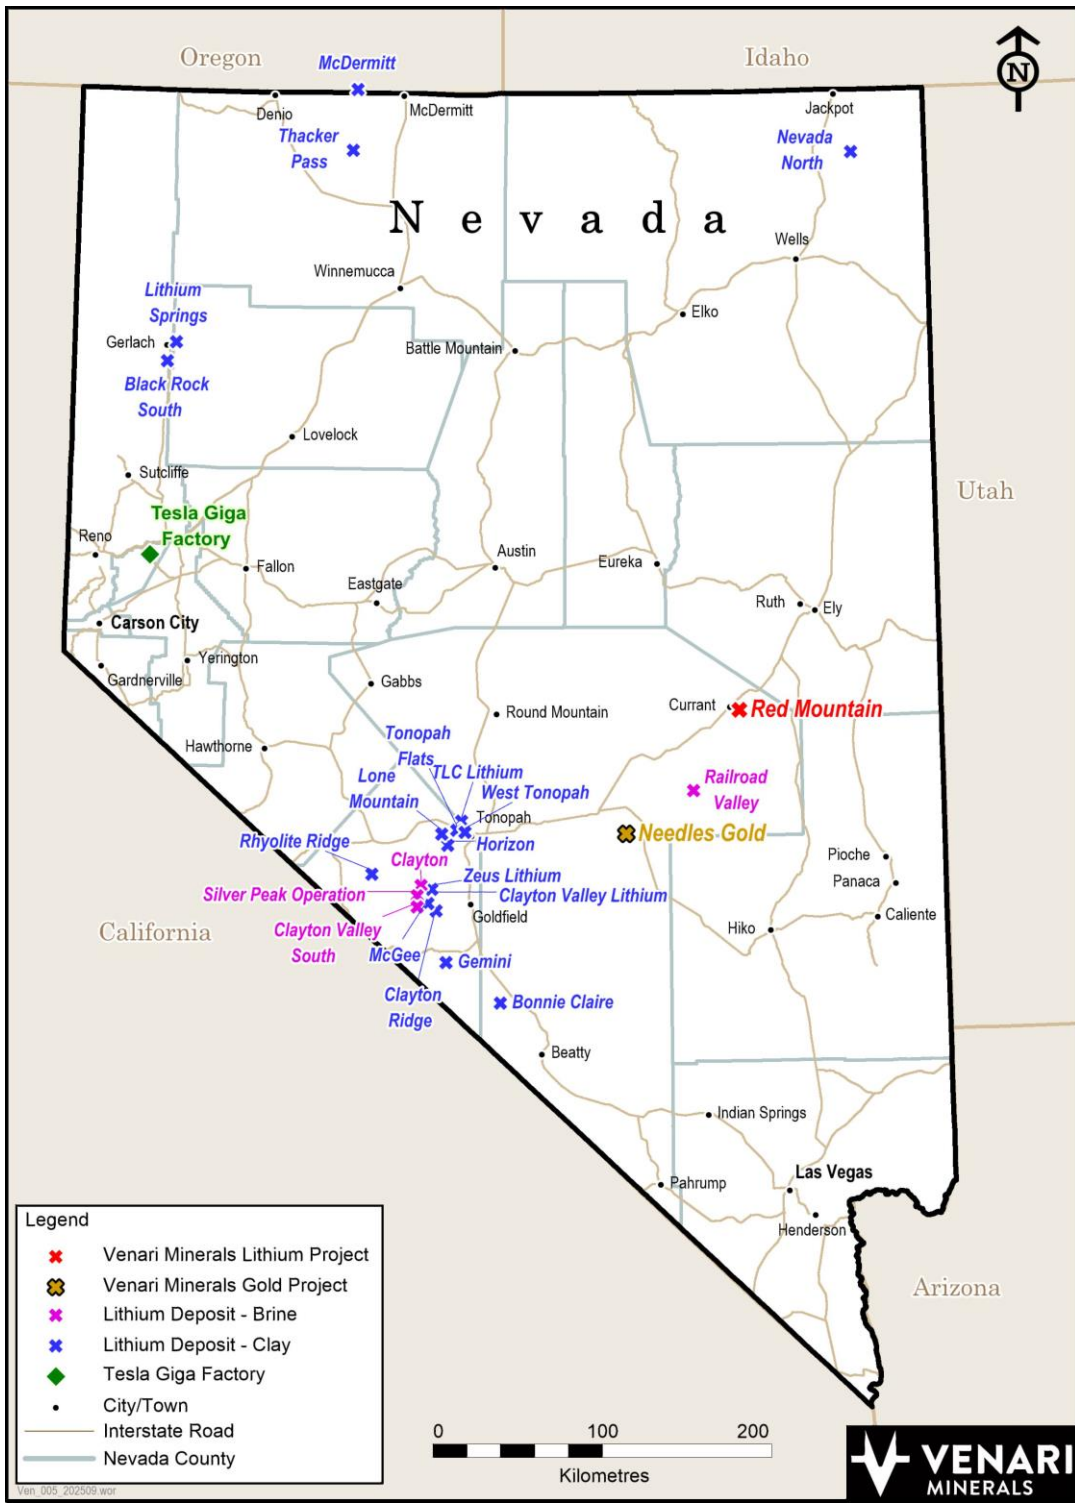 Oregon
Idaho
McDermitt
N
Denio
McDermitt
Jackpot
Thacker
Pass
Nevada
North
Nevada
Wells
Winnemucca
Lithium
Springs
Elko
Gerlach
Battle Mountain
Black Rock
South
Lovelock
Sutcliffe
Utah
Tesla Giga
Factory
Reno
Austin
Eureka
Fallon
Eastgate
Ruth
Ely
Carson City
Yerington
Gardnerville
Gabbs
Currant
Red Mountain
Round Mountain
Tonopah
Flats
Hawthorne
TLC Lithium
Lone
Mountain
West Tonopah
Railroad
Valley
Tonopah
Needles Gold
Rhyolite Ridge
Horizon
Clayton
Pioche
Zeus Lithium
Panaca
Silver Peak Operation
Clayton Valley Lithium
Goldfield
Caliente
California
Clayton Valley
South
Hiko
McGee
Gemini
Clayton
Ridge
Bonnie Claire
Beatty
Indian Springs
Las Vegas
Pahrump
Henderson
Arizona
Legend
Venari Minerals Lithium Project
Venari Minerals Gold Project
Lithium Deposit - Brine
Lithium Deposit - Clay
Tesla Giga Factory
City/Town
Interstate Road
Nevada County
Ven_005_202509.wor
0 100 200
Kilometres
VENARI
MINERALS